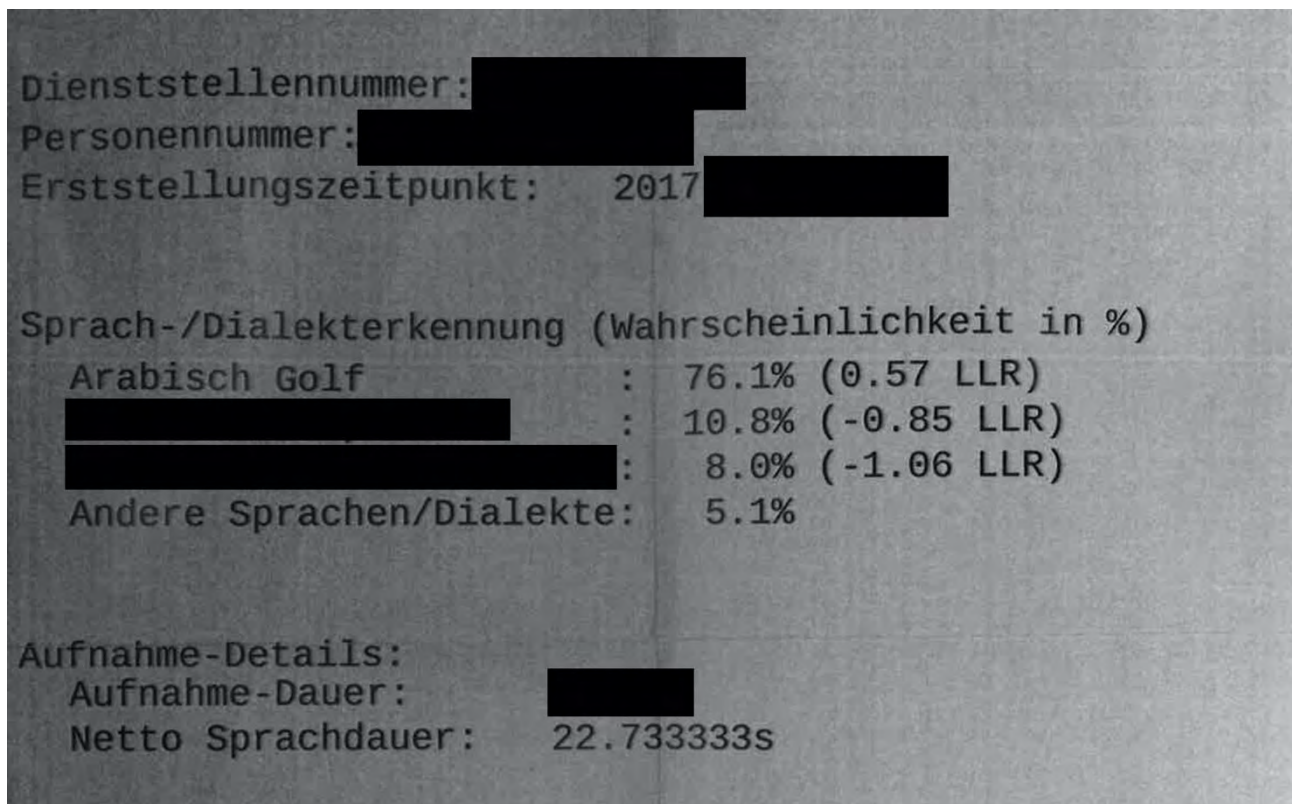 Dienststellennummer:
Personennummer:
Erststellungszeitpunkt: 2017
Sprach-/Dialekterkennung (Wahrscheinlichkeit in %)
Arabisch Golf : 76.1% (0.57 LLR)
: 10.8% (-0.85 LLR)
: 8.0% (-1.06 LLR)
Andere Sprachen/Dialekte: 5.1%
Aufnahme-Details:
Aufnahme-Dauer:
Netto Sprachdauer: 22.733333s